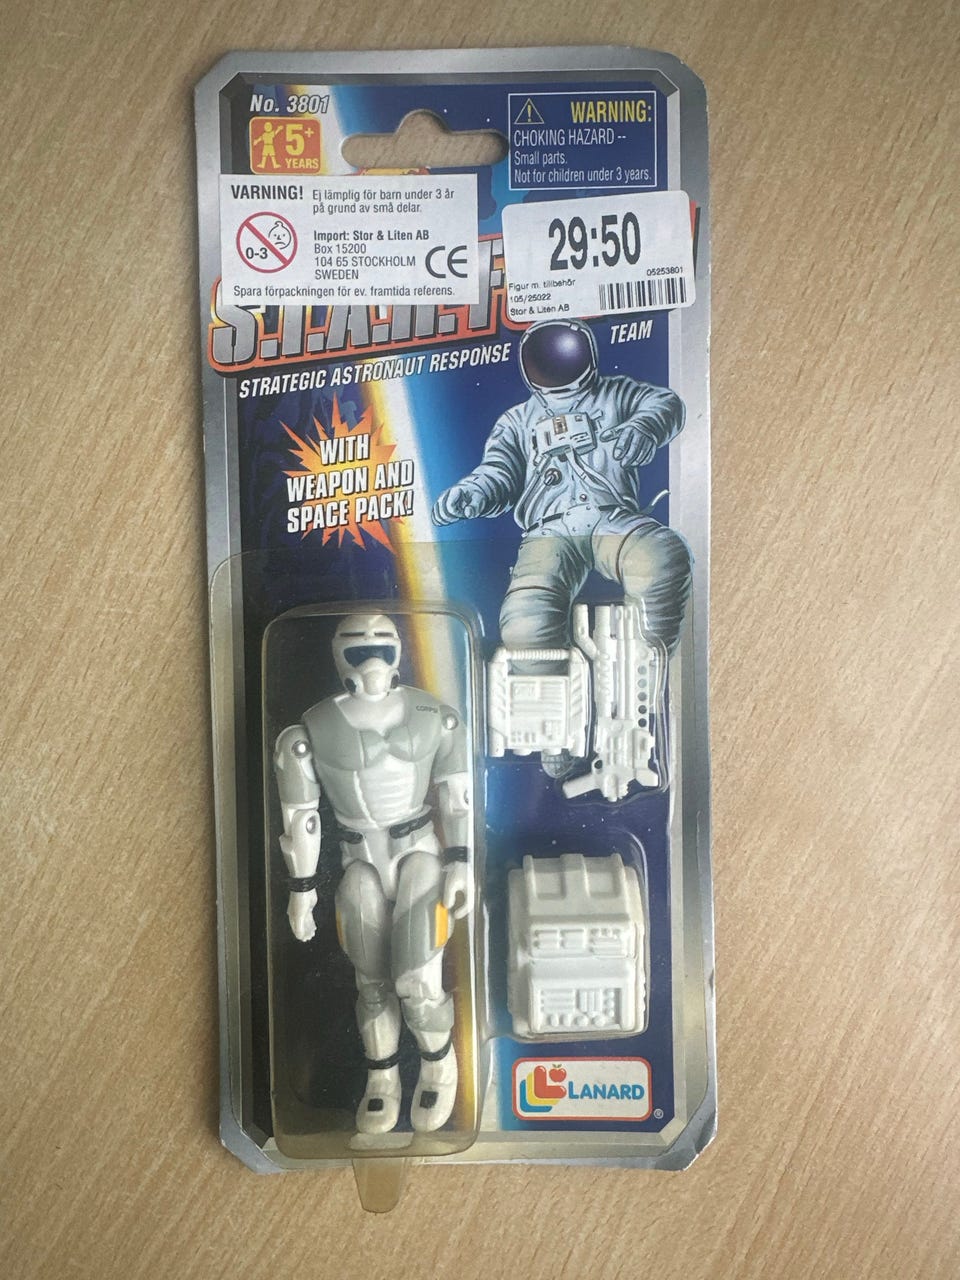 No. 3801
5+
YEARS
WARNING:
CHOKING HAZARD --
Small parts.
Not for children under 3 years.
VARNING! Ej lämplig för barn under 3 år
på grund av små delar.
0-3
Import: Stor & Liten AB
Box 15200
104 65 STOCKHOLM
SWEDEN
CE
Spara förpackningen för ev. framtida referens.
29:50
05253801
Figur m. tillbehör
105/25022
Stor & Liten AB
S.T.A.R. F
STRATEGIC ASTRONAUT RESPONSE TEAM
WITH
WEAPON AND
SPACE PACK!
CORPS!
LANARD
®